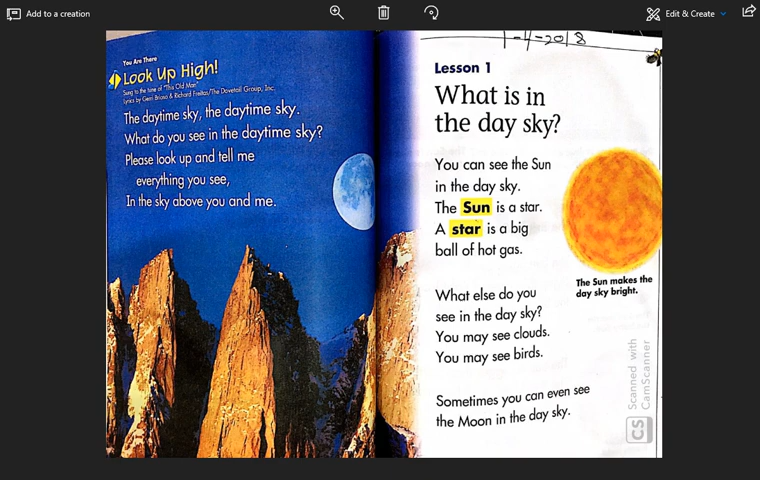 Add to a creation
Edit & Create
You Are There
Look Up High!
Sung to the tune of "This Old Man"
Lyrics by Gerri Brioso & Richard Freitas/The Dovetail Group, Inc.
The daytime sky, the daytime sky.
What do you see in the daytime sky?
Please look up and tell me
everything you see,
In the sky above you and me.
1-4-2018
Lesson 1
What is in
the day sky?
You can see the Sun
in the day sky.
The Sun is a star.
A star is a big
ball of hot gas.
The Sun makes the
day sky bright.
What else do you
see in the day sky?
You may see clouds.
You may see birds.
Sometimes you can even see
the Moon in the day sky.
CS
Scanned with
CamScanner